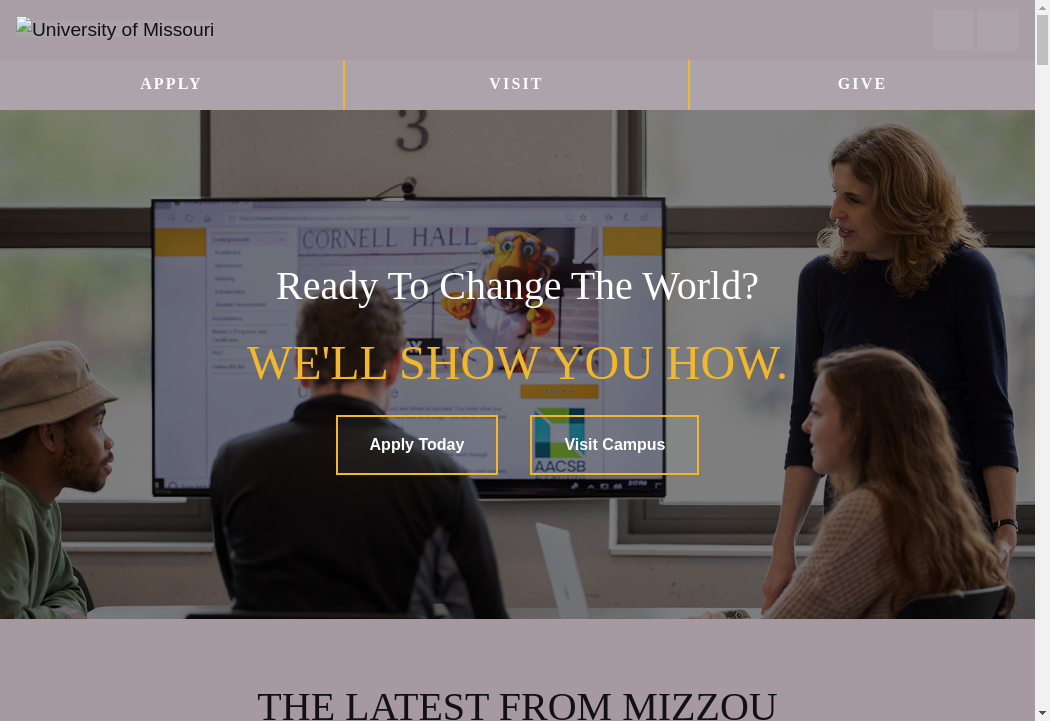 University of Missouri
APPLY
VISIT
GIVE
3
CORNELL HALL
Ready To Change The World?
WE'LL SHOW YOU HOW.
Apply Today
Visit Campus
AACSB
THE LATEST FROM MIZZOU